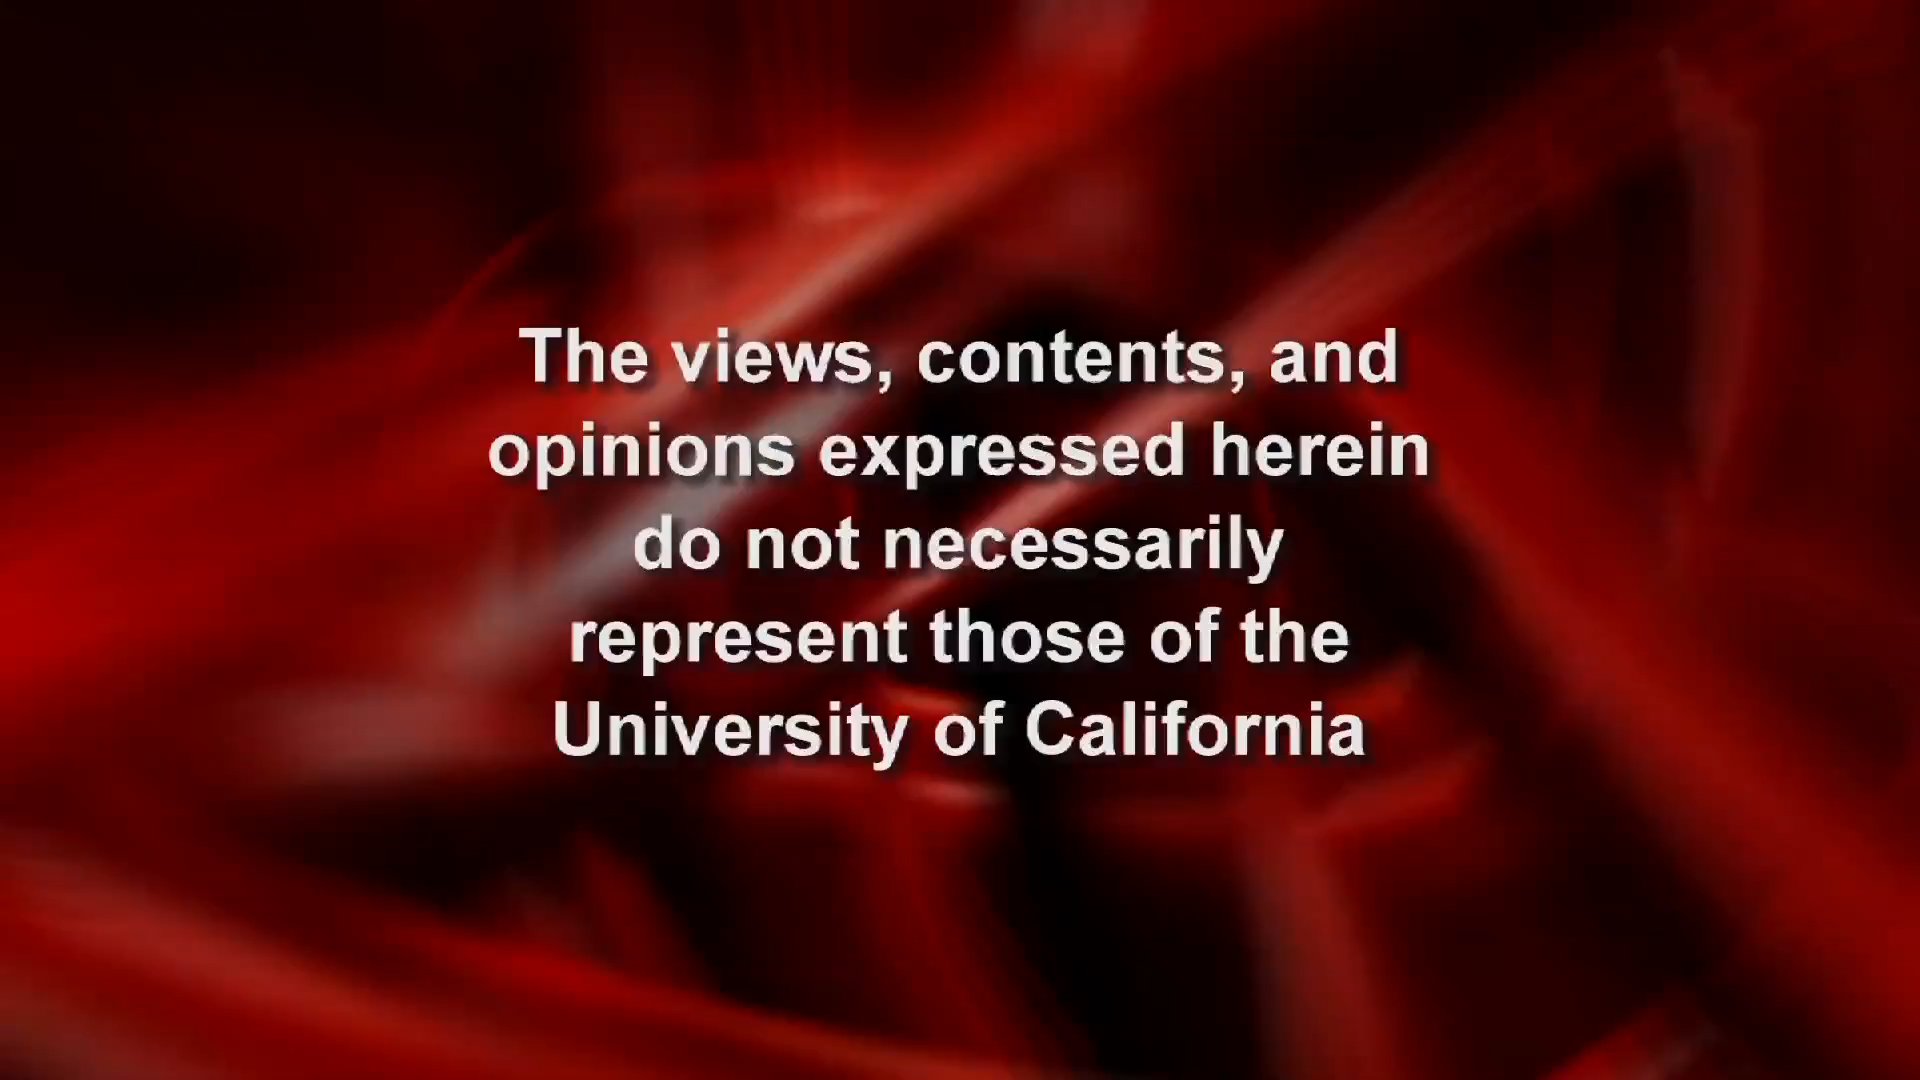 The views, contents, and
opinions expressed herein
do not necessarily
represent those of the
University of California